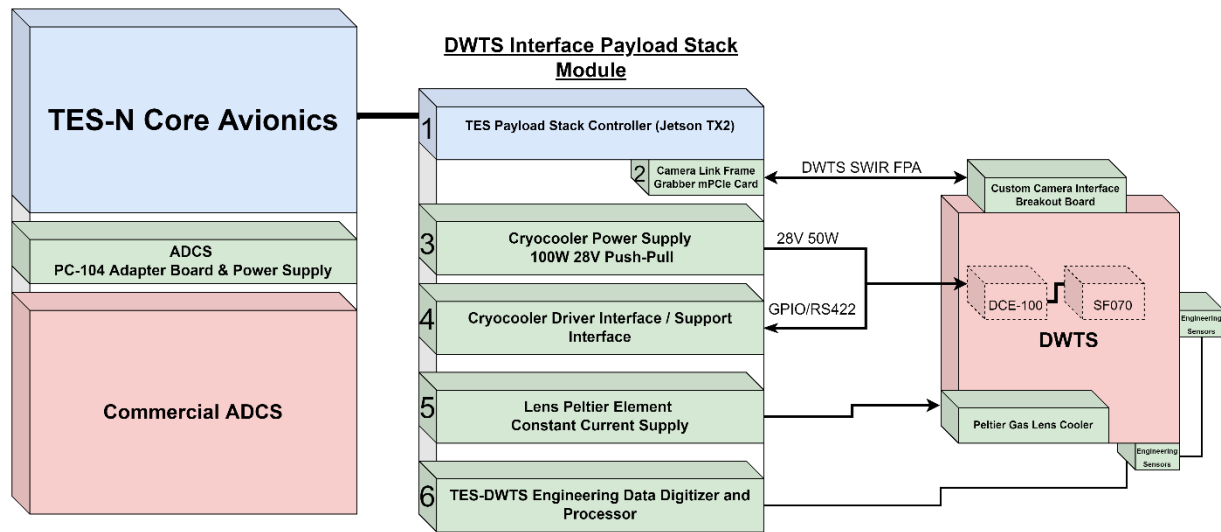 DWTS Interface Payload Stack
Module
TES-N Core Avionics
1
TES Payload Stack Controller (Jetson TX2)
2
Camera Link Frame
Grabber mPCIe Card
DWTS SWIR FPA
Custom Camera Interface
Breakout Board
ADCS
PC-104 Adapter Board & Power Supply
3
Cryocooler Power Supply
100W 28V Push-Pull
28V 50W
DCE-100
SF070
DWTS
Engineering
Sensors
4
Cryocooler Driver Interface / Support
Interface
GPIO/RS422
Commercial ADCS
5
Lens Peltier Element
Constant Current Supply
Peltier Gas Lens Cooler
Engineering
Sensors
6
TES-DWTS Engineering Data Digitizer and
Processor